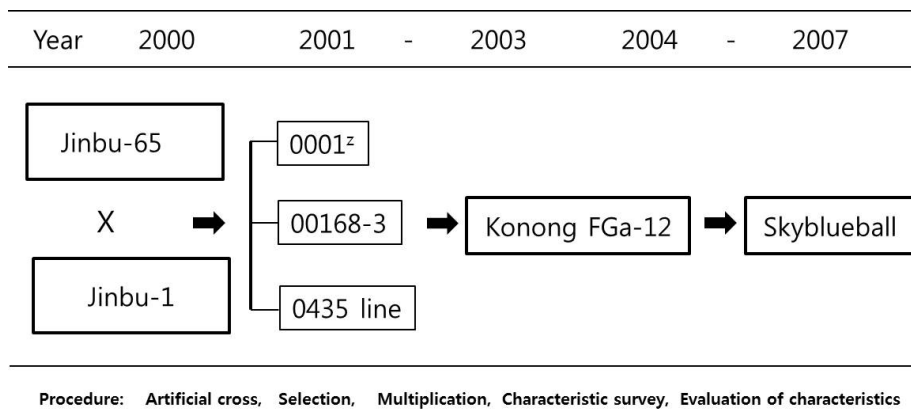 Year 2000 2001 - 2003 2004 - 2007
Jinbu-65
X
Jinbu-1
0001ᶻ
00168-3
0435 line
Konong FGa-12
Skyblueball
Procedure: Artificial cross, Selection, Multiplication, Characteristic survey, Evaluation of characteristics